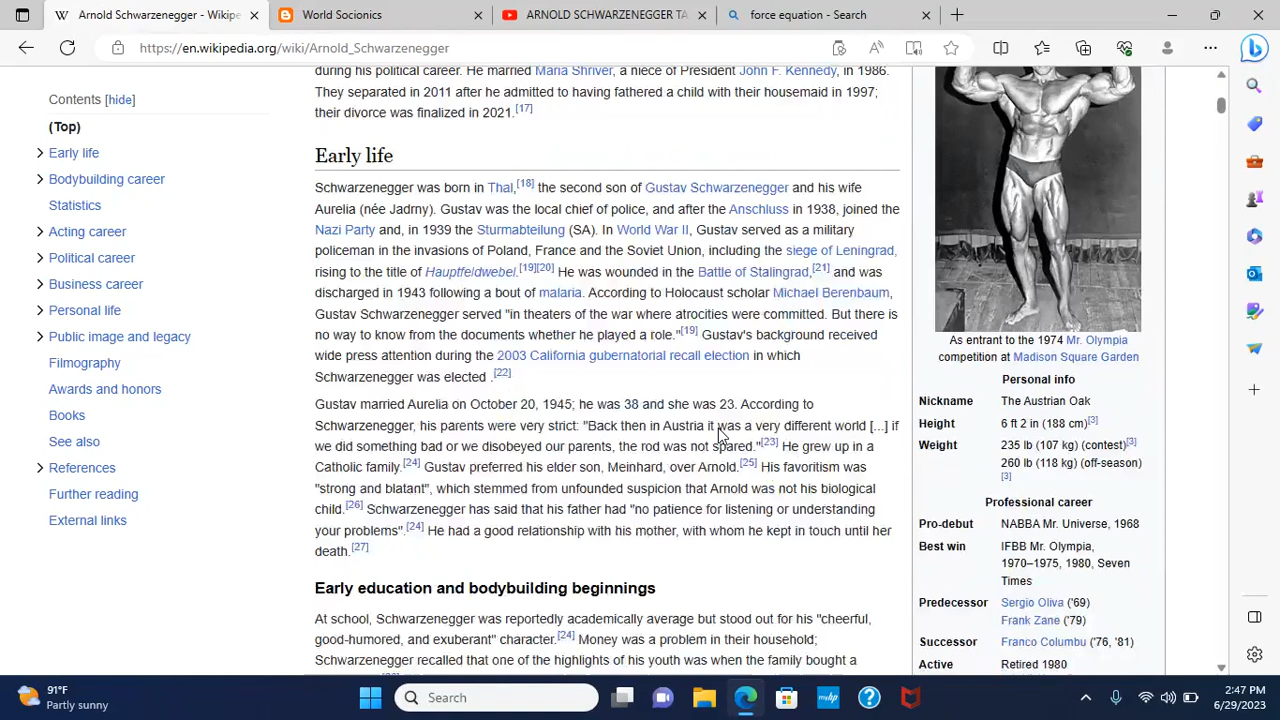 Arnold Schwarzenegger - Wikipe
World Socionics
ARNOLD SCHWARZENEGGER TA
force equation - Search
https://en.wikipedia.org/wiki/Arnold_Schwarzenegger
Contents [hide]
(Top)
Early life
Bodybuilding career
Statistics
Acting career
Political career
Business career
Personal life
Public image and legacy
Filmography
Awards and honors
Books
See also
References
Further reading
External links
during his political career. He married Maria Shriver, a niece of President John F. Kennedy, in 1986.
They separated in 2011 after he admitted to having fathered a child with their housemaid in 1997;
their divorce was finalized in 2021.[17]
Early life
Schwarzenegger was born in Thal,[18] the second son of Gustav Schwarzenegger and his wife
Aurelia (née Jadrny). Gustav was the local chief of police, and after the Anschluss in 1938, joined the
Nazi Party and, in 1939 the Sturmabteilung (SA). In World War II, Gustav served as a military
policeman in the invasions of Poland, France and the Soviet Union, including the siege of Leningrad,
rising to the title of Hauptfeldwebel.[19][20] He was wounded in the Battle of Stalingrad,[21] and was
discharged in 1943 following a bout of malaria. According to Holocaust scholar Michael Berenbaum,
Gustav Schwarzenegger served "in theaters of the war where atrocities were committed. But there is
no way to know from the documents whether he played a role."[19] Gustav's background received
wide press attention during the 2003 California gubernatorial recall election in which
Schwarzenegger was elected .[22]
Gustav married Aurelia on October 20, 1945; he was 38 and she was 23. According to
Schwarzenegger, his parents were very strict: "Back then in Austria it was a very different world [...] if
we did something bad or we disobeyed our parents, the rod was not spared."[23] He grew up in a
Catholic family.[24] Gustav preferred his elder son, Meinhard, over Arnold.[25] His favoritism was
"strong and blatant", which stemmed from unfounded suspicion that Arnold was not his biological
child.[26] Schwarzenegger has said that his father had "no patience for listening or understanding
your problems".[24] He had a good relationship with his mother, with whom he kept in touch until her
death.[27]
Early education and bodybuilding beginnings
At school, Schwarzenegger was reportedly academically average but stood out for his "cheerful,
good-humored, and exuberant" character.[24] Money was a problem in their household;
Schwarzenegger recalled that one of the highlights of his youth was when the family bought a
As entrant to the 1974 Mr. Olympia
competition at Madison Square Garden
Personal info
Nickname The Austrian Oak
Height 6 ft 2 in (188 cm)[3]
Weight 235 lb (107 kg) (contest)[3]
260 lb (118 kg) (off-season)
[3]
Professional career
Pro-debut NABBA Mr. Universe, 1968
Best win IFBB Mr. Olympia,
1970–1975, 1980, Seven
Times
Predecessor Sergio Oliva ('69)
Frank Zane ('79)
Successor Franco Columbu ('76, '81)
Active Retired 1980
91°F
Partly sunny
Search
2:47 PM
6/29/2023